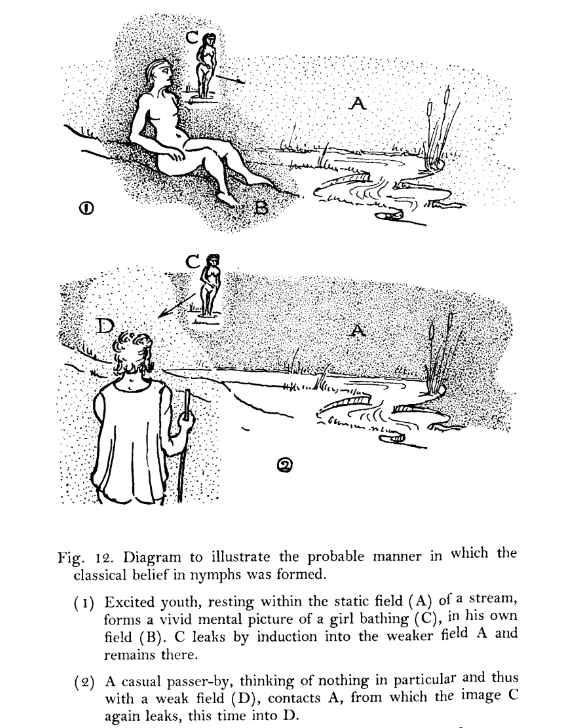 C
A
B
①
C
D
A
②
Fig. 12. Diagram to illustrate the probable manner in which the
classical belief in nymphs was formed.
(1) Excited youth, resting within the static field (A) of a stream,
forms a vivid mental picture of a girl bathing (C), in his own
field (B). C leaks by induction into the weaker field A and
remains there.
(2) A casual passer-by, thinking of nothing in particular and thus
with a weak field (D), contacts A, from which the image C
again leaks, this time into D.